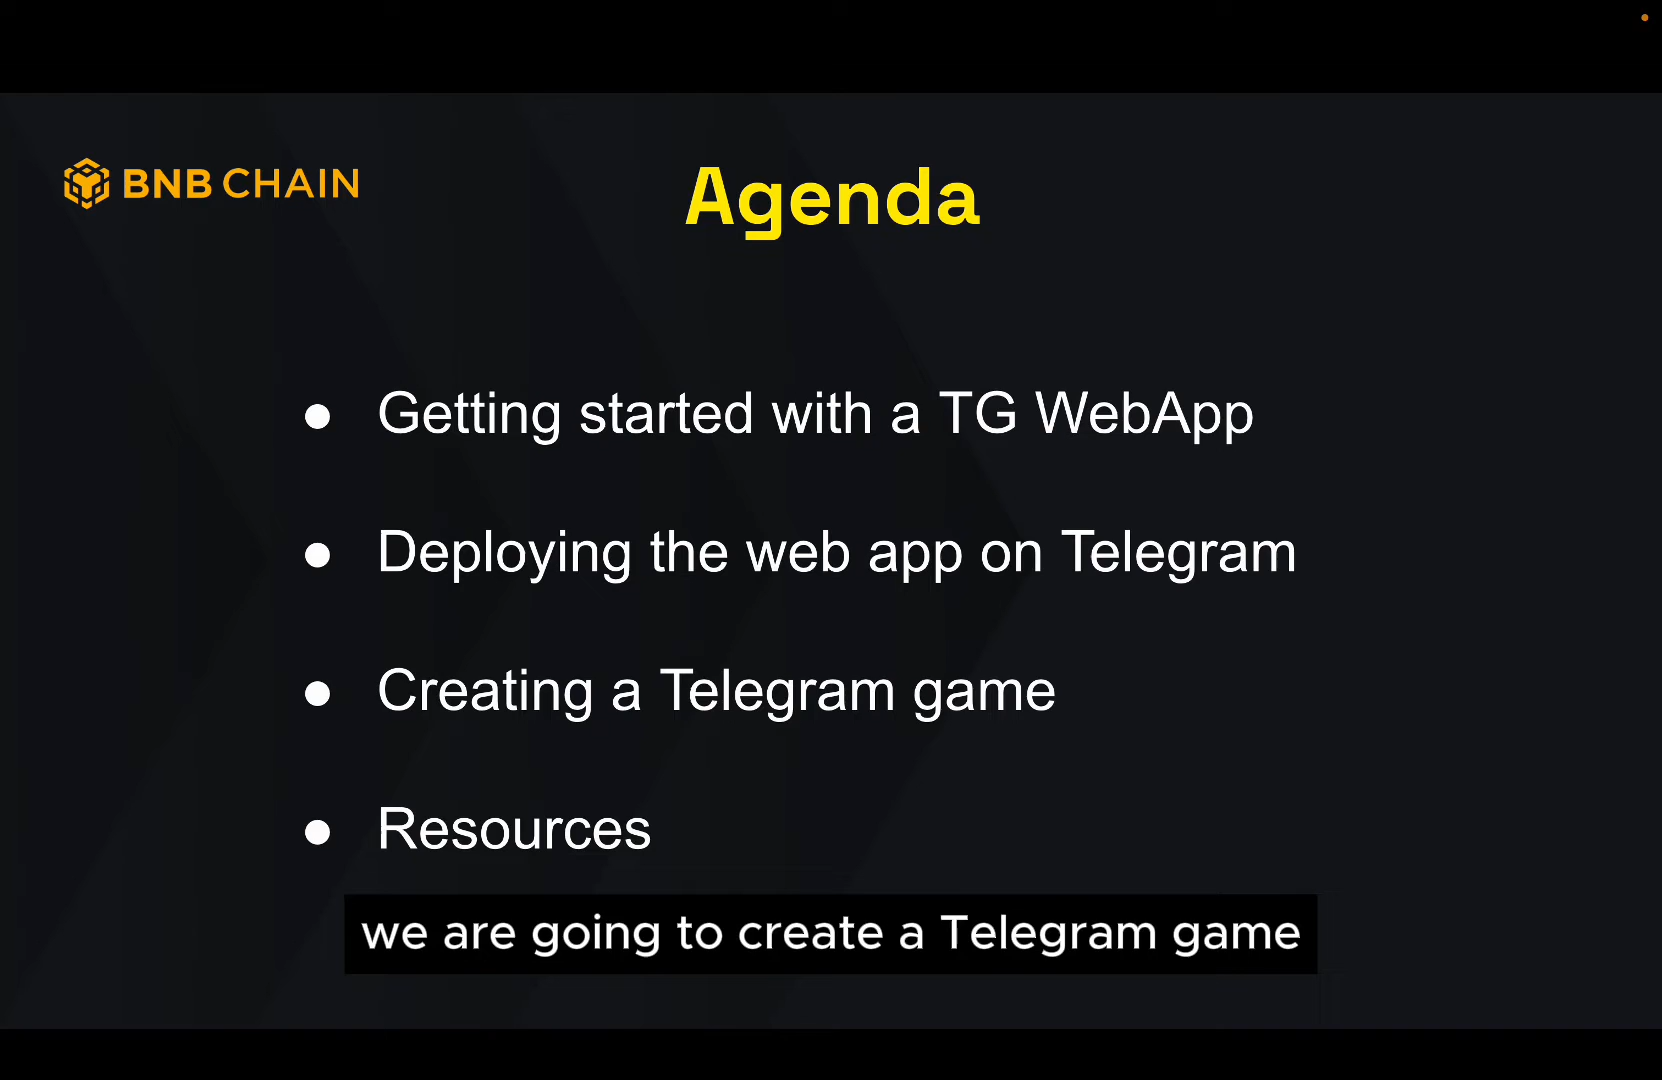 BNB CHAIN
Agenda
● Getting started with a TG WebApp
● Deploying the web app on Telegram
● Creating a Telegram game
● Resources
we are going to create a Telegram game